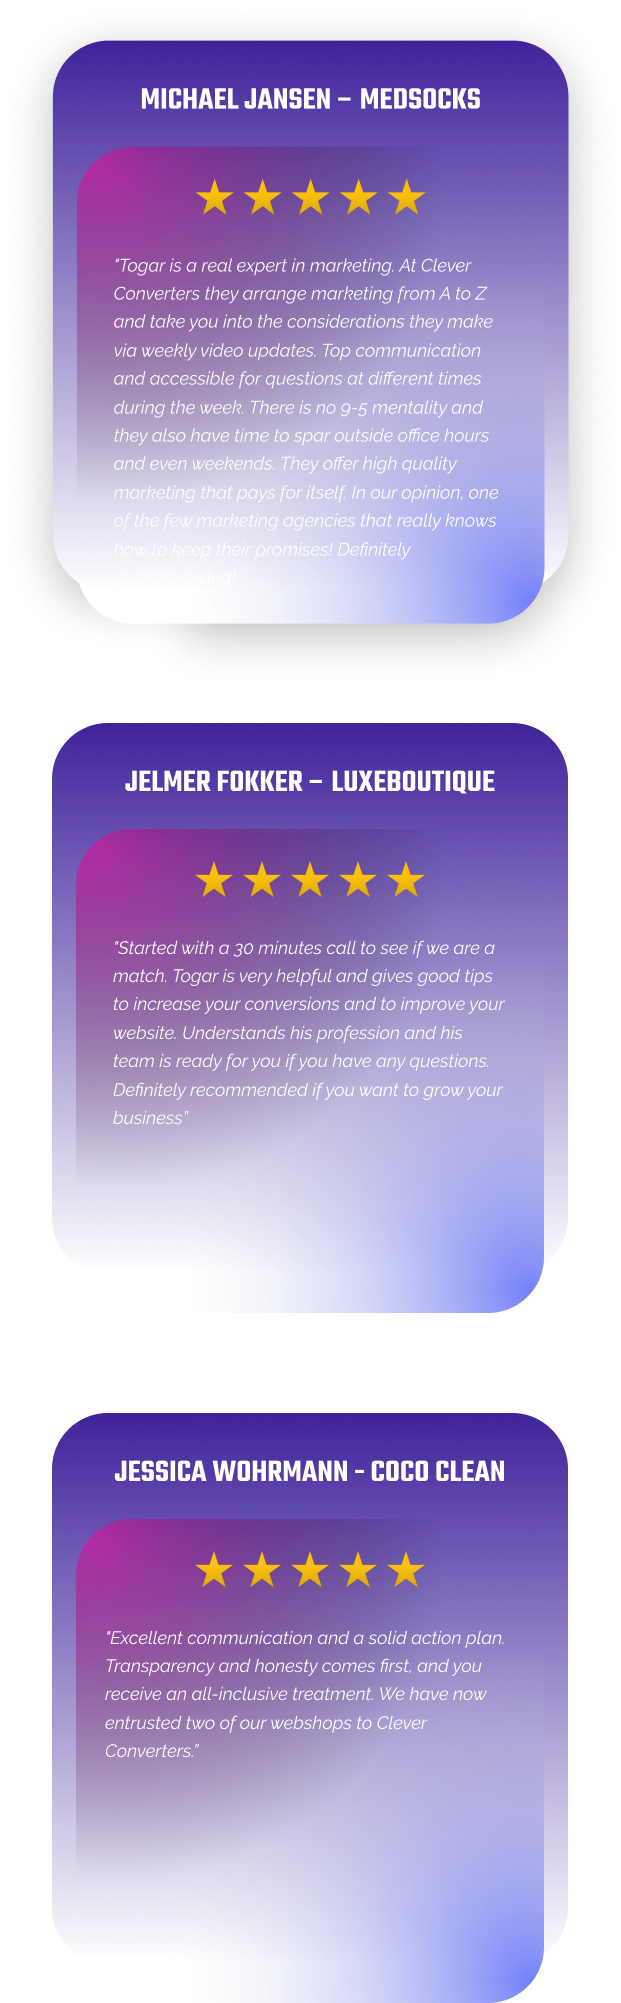 MICHAEL JANSEN – MEDSOCKS
"Togar is a real expert in marketing. At Clever
Converters they arrange marketing from A to Z
and take you into the considerations they make
via weekly video updates. Top communication
and accessible for questions at different times
during the week. There is no 9-5 mentality and
they also have time to spar outside office hours
and even weekends. They offer high quality
marketing that pays for itself. In our opinion, one
of the few marketing agencies that really knows
how to keep their promises! Definitely
recommended!
JELMER FOKKER – LUXEBOUTIQUE
"Started with a 30 minutes call to see if we are a
match. Togar is very helpful and gives good tips
to increase your conversions and to improve your
website. Understands his profession and his
team is ready for you if you have any questions.
Definitely recommended if you want to grow your
business”
JESSICA WOHRMANN - COCO CLEAN
"Excellent communication and a solid action plan.
Transparency and honesty comes first, and you
receive an all-inclusive treatment. We have now
entrusted two of our webshops to Clever
Converters.”